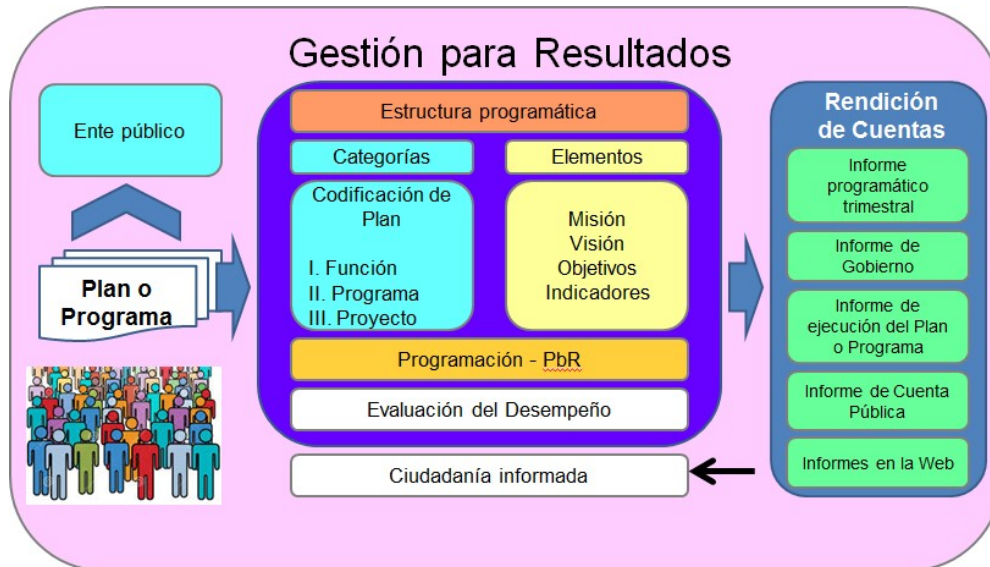 Gestión para Resultados
Ente público
Plan o
Programa
Estructura programática
Categorías
Elementos
Codificación de
Plan
I. Función
II. Programa
III. Proyecto
Misión
Visión
Objetivos
Indicadores
Programación - PbR
Evaluación del Desempeño
Ciudadanía informada
Rendición
de Cuentas
Informe
programático
trimestral
Informe de
Gobierno
Informe de
ejecución del Plan
o Programa
Informe de Cuenta
Pública
Informes en la Web